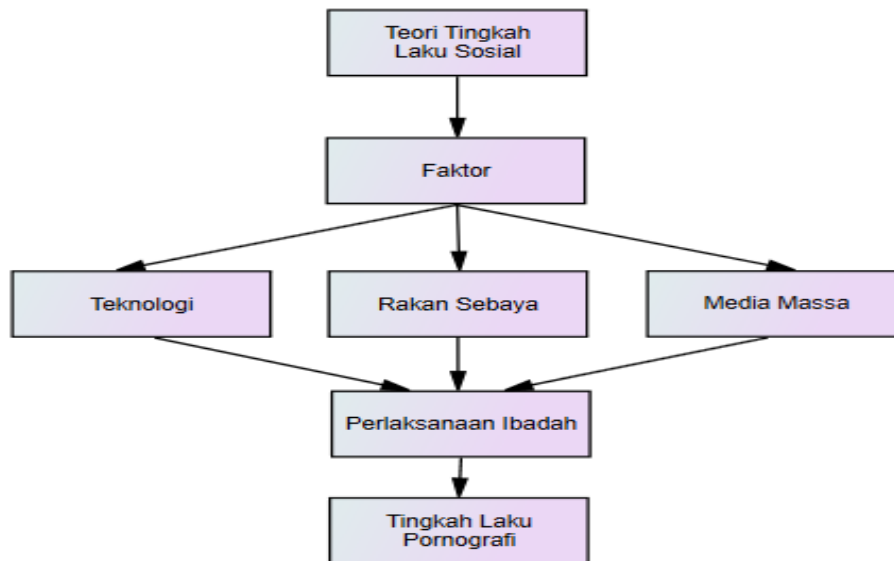 Teori Tingkah
Laku Sosial
Faktor
Teknologi
Rakan Sebaya
Media Massa
Perlaksanaan Ibadah
Tingkah Laku
Pornografi